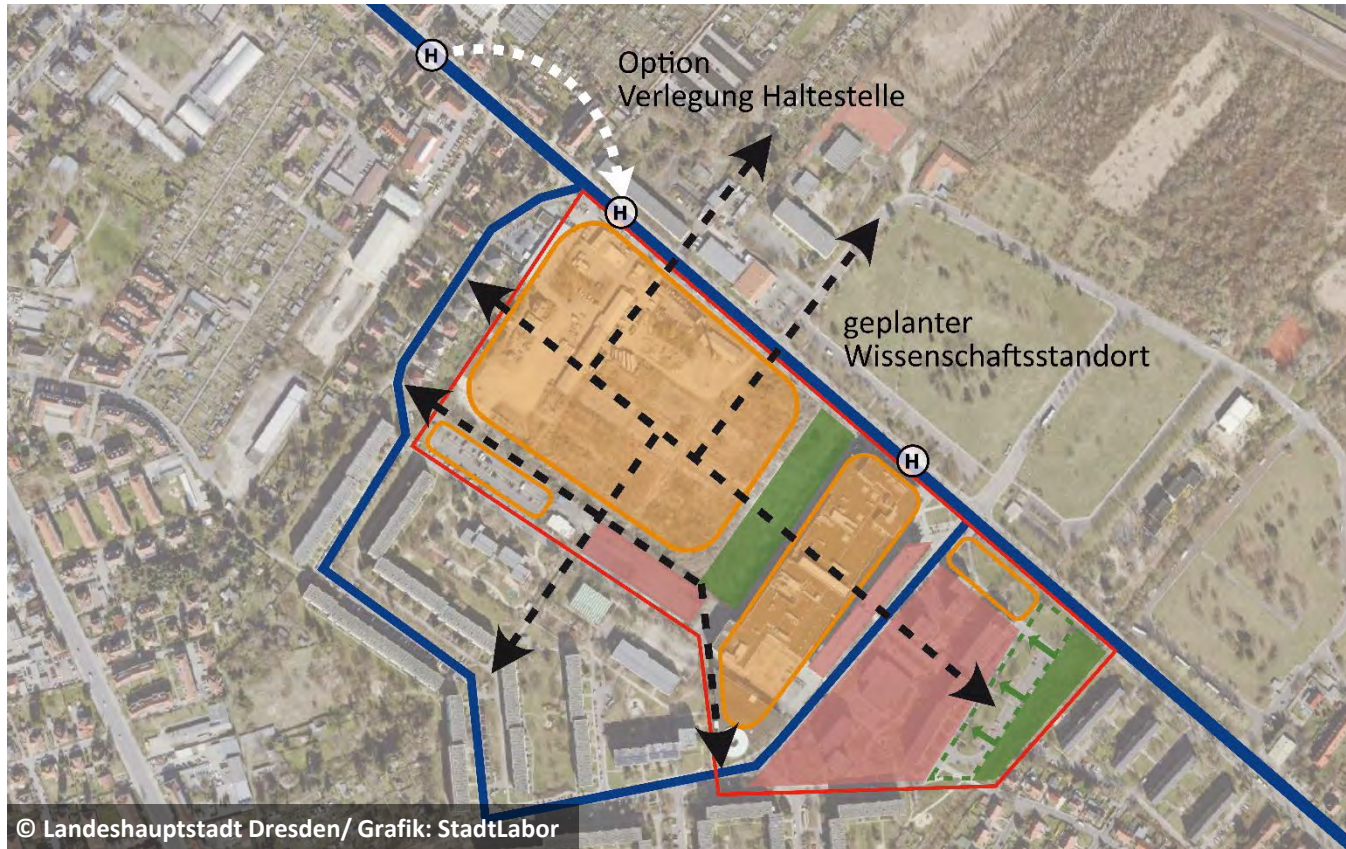 H
Option
Verlegung Haltestelle
H
geplanter
Wissenschaftsstandort
H
© Landeshauptstadt Dresden/ Grafik: StadtLabor